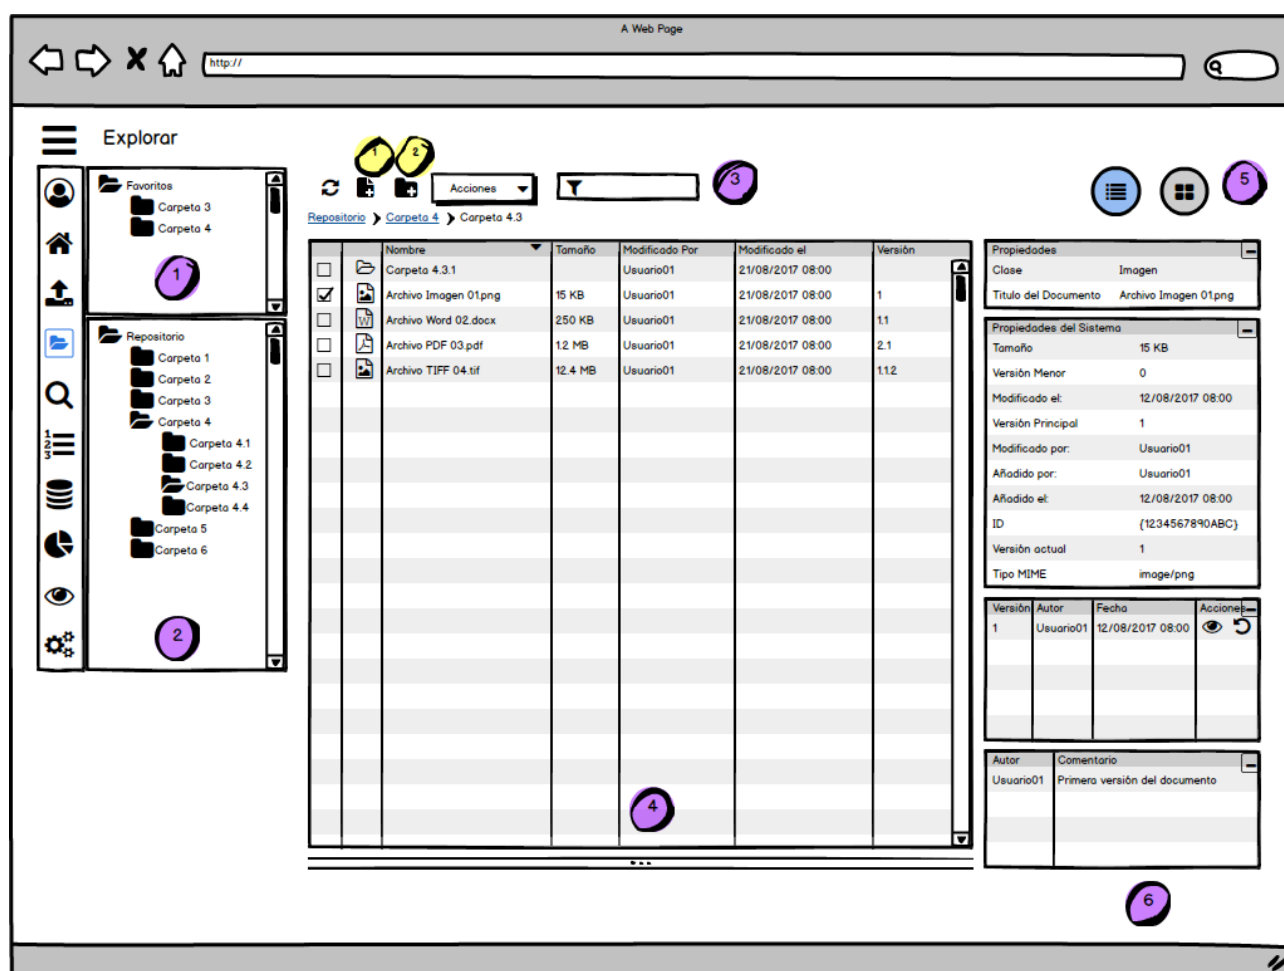 A Web Page
http://
Explorar
1
2
Favoritos
Carpeta 3
Carpeta 4
1
Repositorio
Carpeta 1
Carpeta 2
Carpeta 3
Carpeta 4
Carpeta 4.1
Carpeta 4.2
Carpeta 4.3
Carpeta 4.4
Carpeta 5
Carpeta 6
2
1
2
3
Acciones
3
5
Repositorio Carpeta 4 Carpeta 4.3
Nombre Tamaño Modificado Por Modificado el Versión
Carpeta 4.3.1 Usuario01 21/08/2017 08:00
Archivo Imagen 01.png 15 KB Usuario01 21/08/2017 08:00 1
Archivo Word 02.docx 250 KB Usuario01 21/08/2017 08:00 1.1
Archivo PDF 03.pdf 1.2 MB Usuario01 21/08/2017 08:00 2.1
Archivo TIFF 04.tif 12.4 MB Usuario01 21/08/2017 08:00 1.1.2
4
Propiedades
Clase Imagen
Titulo del Documento Archivo Imagen 01.png
Propiedades del Sistema
Tamaño 15 KB
Versión Menor 0
Modificado el: 12/08/2017 08:00
Versión Principal 1
Modificado por: Usuario01
Añadido por: Usuario01
Añadido el: 12/08/2017 08:00
ID {1234567890ABC}
Versión actual 1
Tipo MIME image/png
Versión Autor Fecha Acciones
1 Usuario01 12/08/2017 08:00
Autor Comentario
Usuario01 Primera versión del documento
6